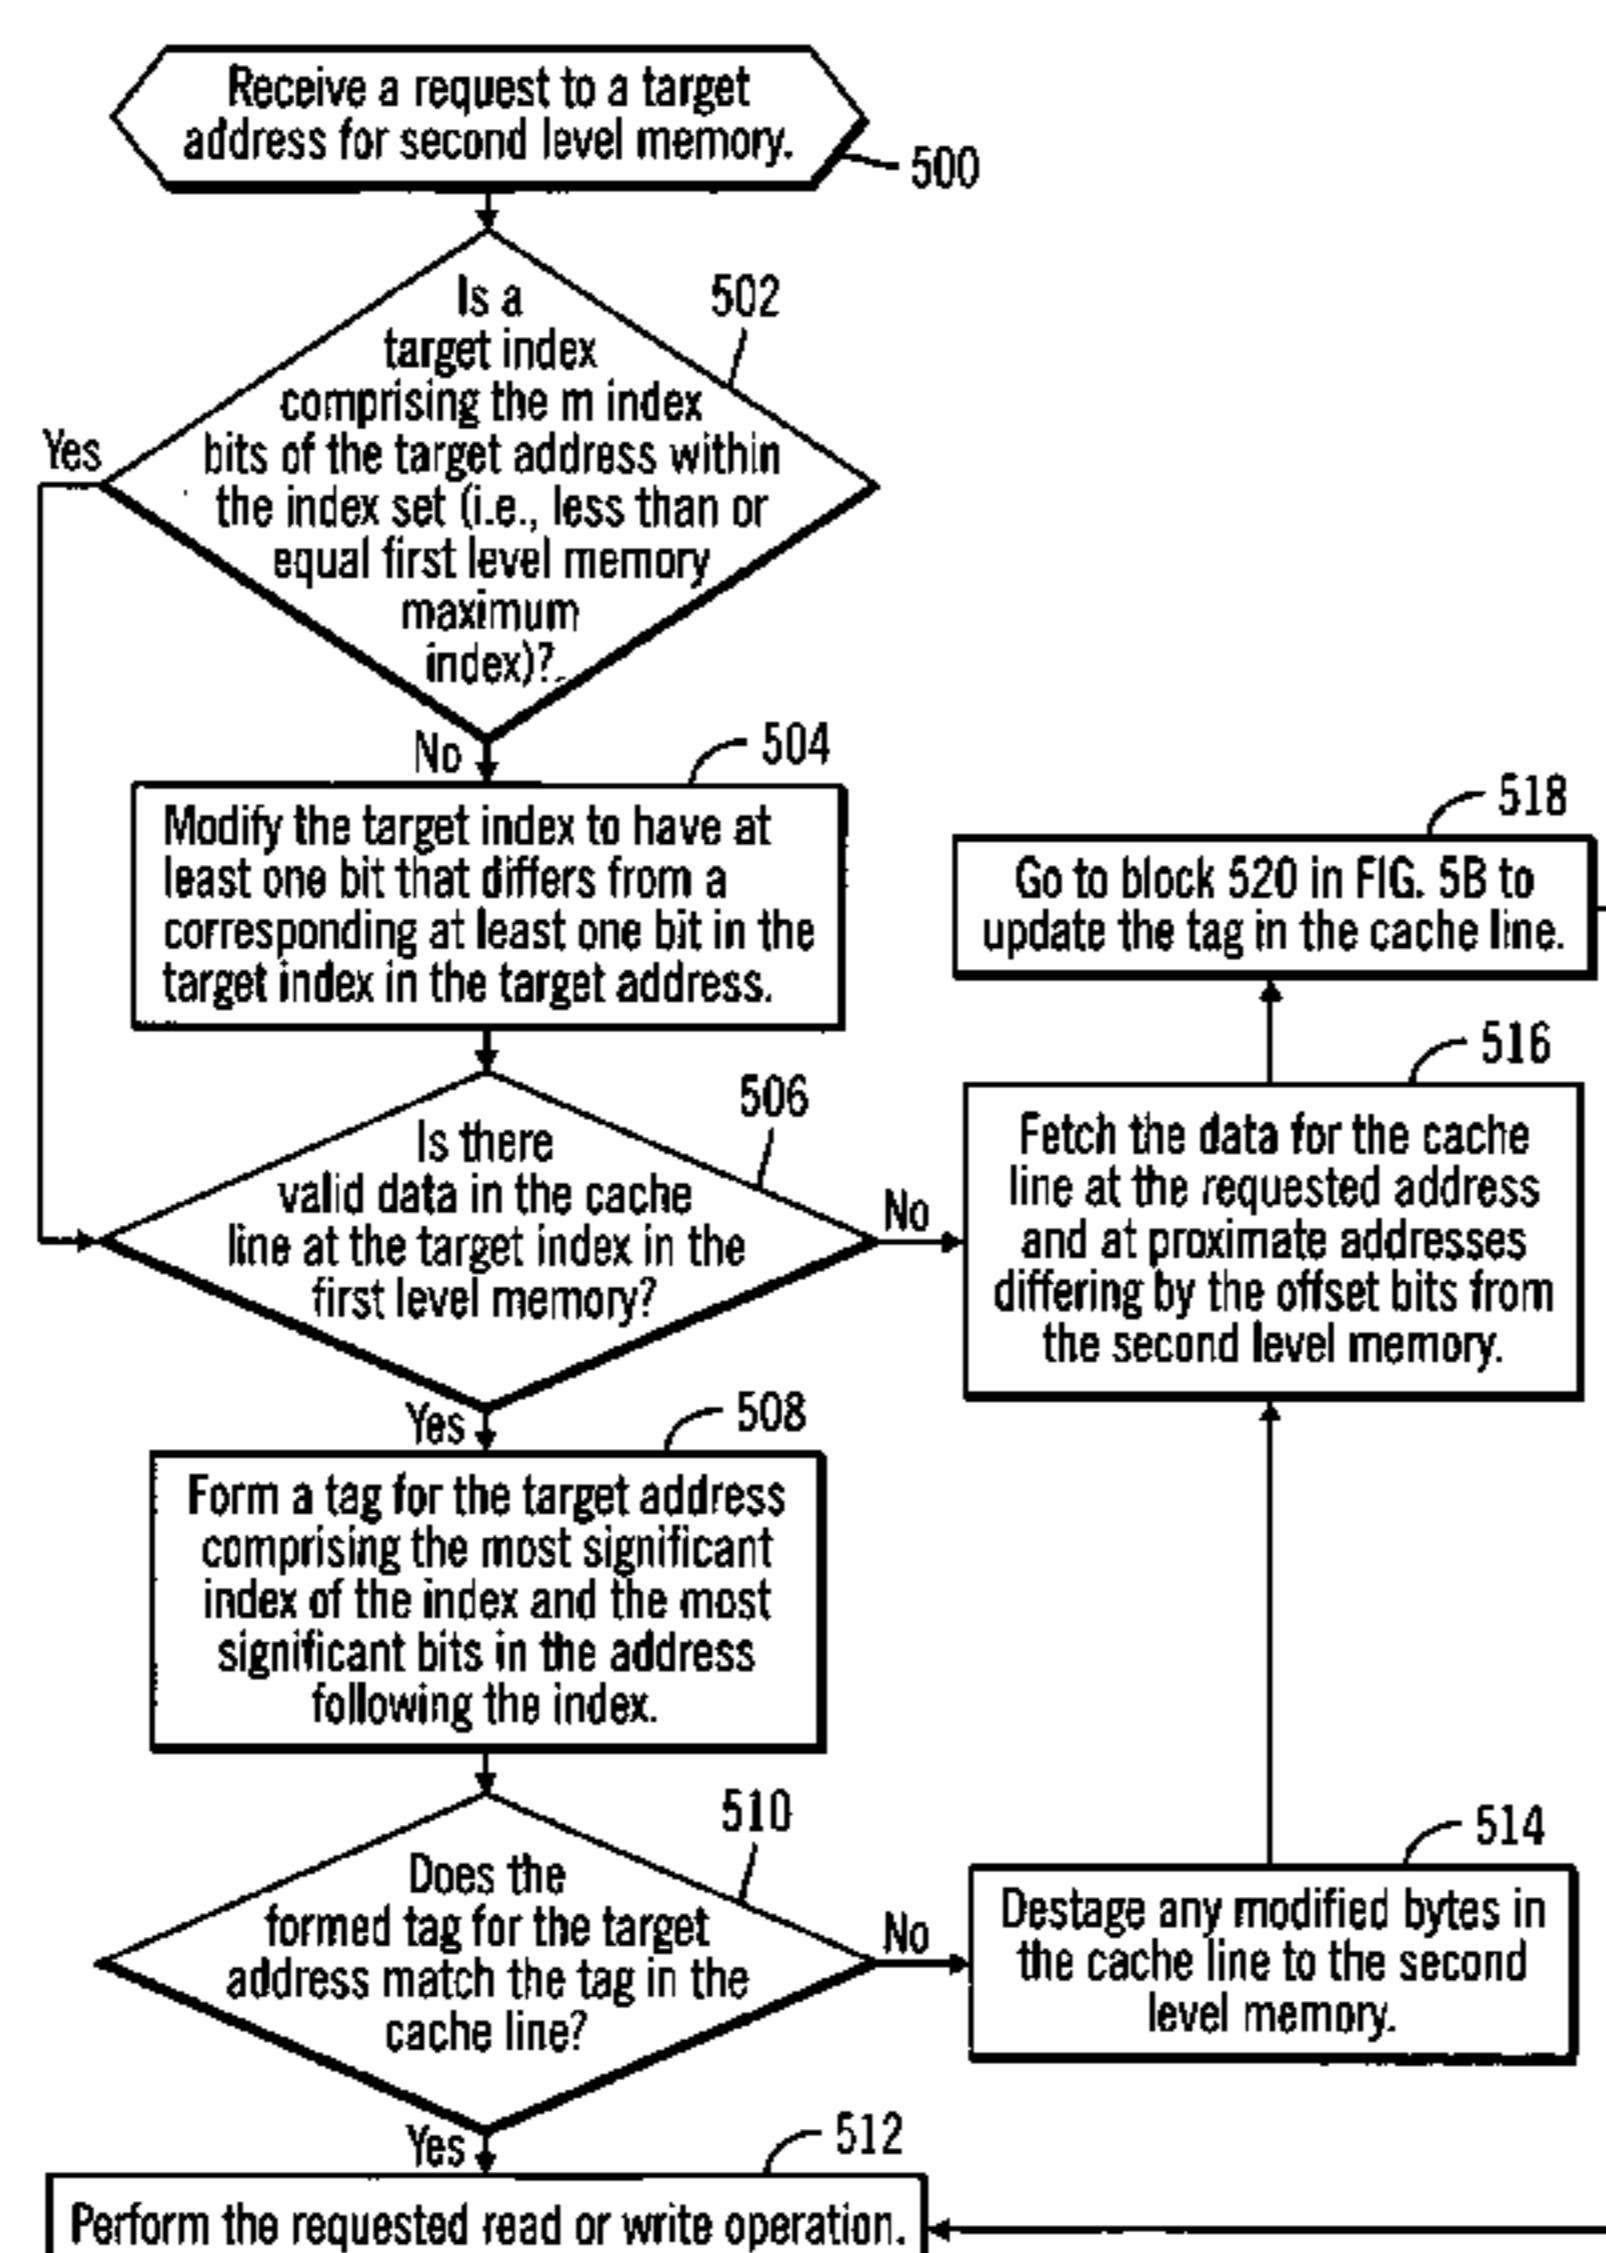 Receive a request to a target
address for second level memory.
500
Is a
target index
comprising the m index
bits of the target address within
the index set (i.e., less than or
equal first level memory
maximum
index)?
502
Yes
No
504
Modify the target index to have at
least one bit that differs from a
corresponding at least one bit in the
target index in the target address.
506
Is there
valid data in the cache
line at the target index in the
first level memory?
No
Yes
508
Form a tag for the target address
comprising the most significant
index of the index and the most
significant bits in the address
following the index.
510
Does the
formed tag for the target
address match the tag in the
cache line?
No
Yes
512
Perform the requested read or write operation.
514
Destage any modified bytes in
the cache line to the second
level memory.
516
Fetch the data for the cache
line at the requested address
and at proximate addresses
differing by the offset bits from
the second level memory.
518
Go to block 520 in FIG. 5B to
update the tag in the cache line.